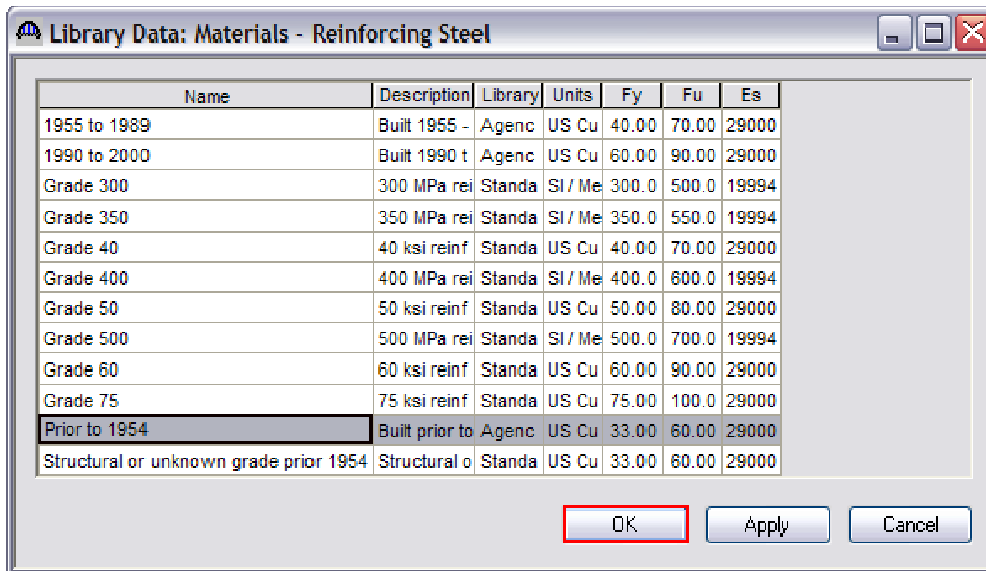 Library Data: Materials - Reinforcing Steel
Name Description Library Units Fy Fu Es
1955 to 1989 Built 1955 - Agenc US Cu 40.00 70.00 29000
1990 to 2000 Built 1990 t Agenc US Cu 60.00 90.00 29000
Grade 300 300 MPa rei Standa SI / Me 300.0 500.0 19994
Grade 350 350 MPa rei Standa SI / Me 350.0 550.0 19994
Grade 40 40 ksi reinf Standa US Cu 40.00 70.00 29000
Grade 400 400 MPa rei Standa SI / Me 400.0 600.0 19994
Grade 50 50 ksi reinf Standa US Cu 50.00 80.00 29000
Grade 500 500 MPa rei Standa SI / Me 500.0 700.0 19994
Grade 60 60 ksi reinf Standa US Cu 60.00 90.00 29000
Grade 75 75 ksi reinf Standa US Cu 75.00 100.0 29000
Prior to 1954 Built prior to Agenc US Cu 33.00 60.00 29000
Structural or unknown grade prior 1954 Structural o Standa US Cu 33.00 60.00 29000
OK Apply Cancel